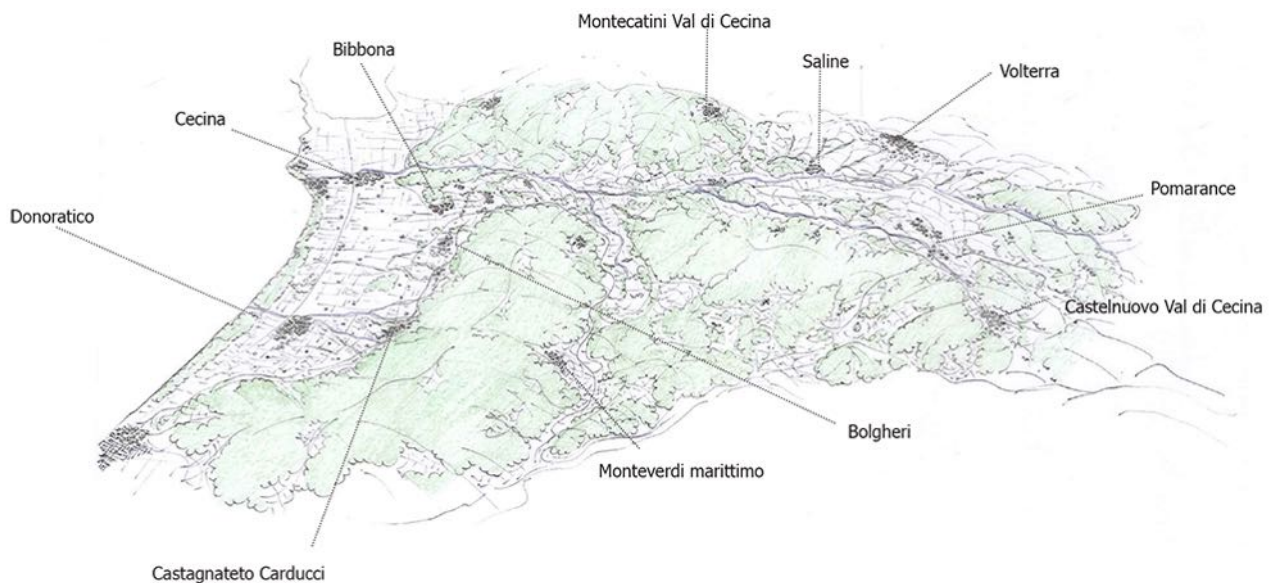 Montecatini Val di Cecina
Bibbona
Saline
Volterra
Cecina
Pomarance
Donoratico
Castelnuovo Val di Cecina
Bolgheri
Monteverdi marittimo
Castagnateto Carducci